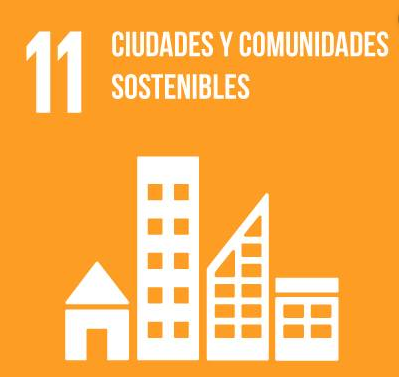 11
CIUDADES Y COMUNIDADES
SOSTENIBLES